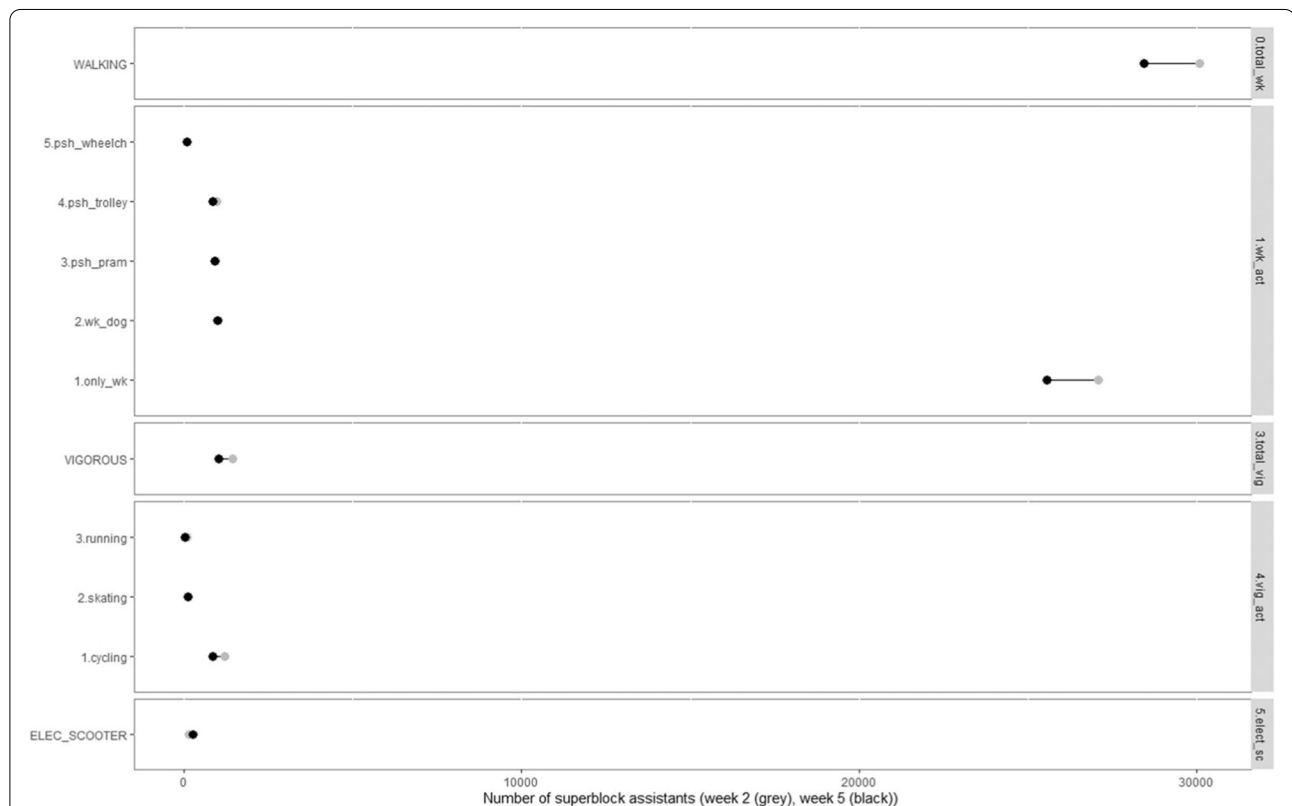 WALKING
0.total_wk
5.psh_wheelch
4.psh_trolley
3.psh_pram
2.wk_dog
1.only_wk
1.wk_act
VIGOROUS
3.total_vig
3.running
2.skating
1.cycling
4.vig_act
ELEC_SCOOTER
5.elect_sc
0 10000 20000 30000
Number of superblock assistants (week 2 (grey), week 5 (black))